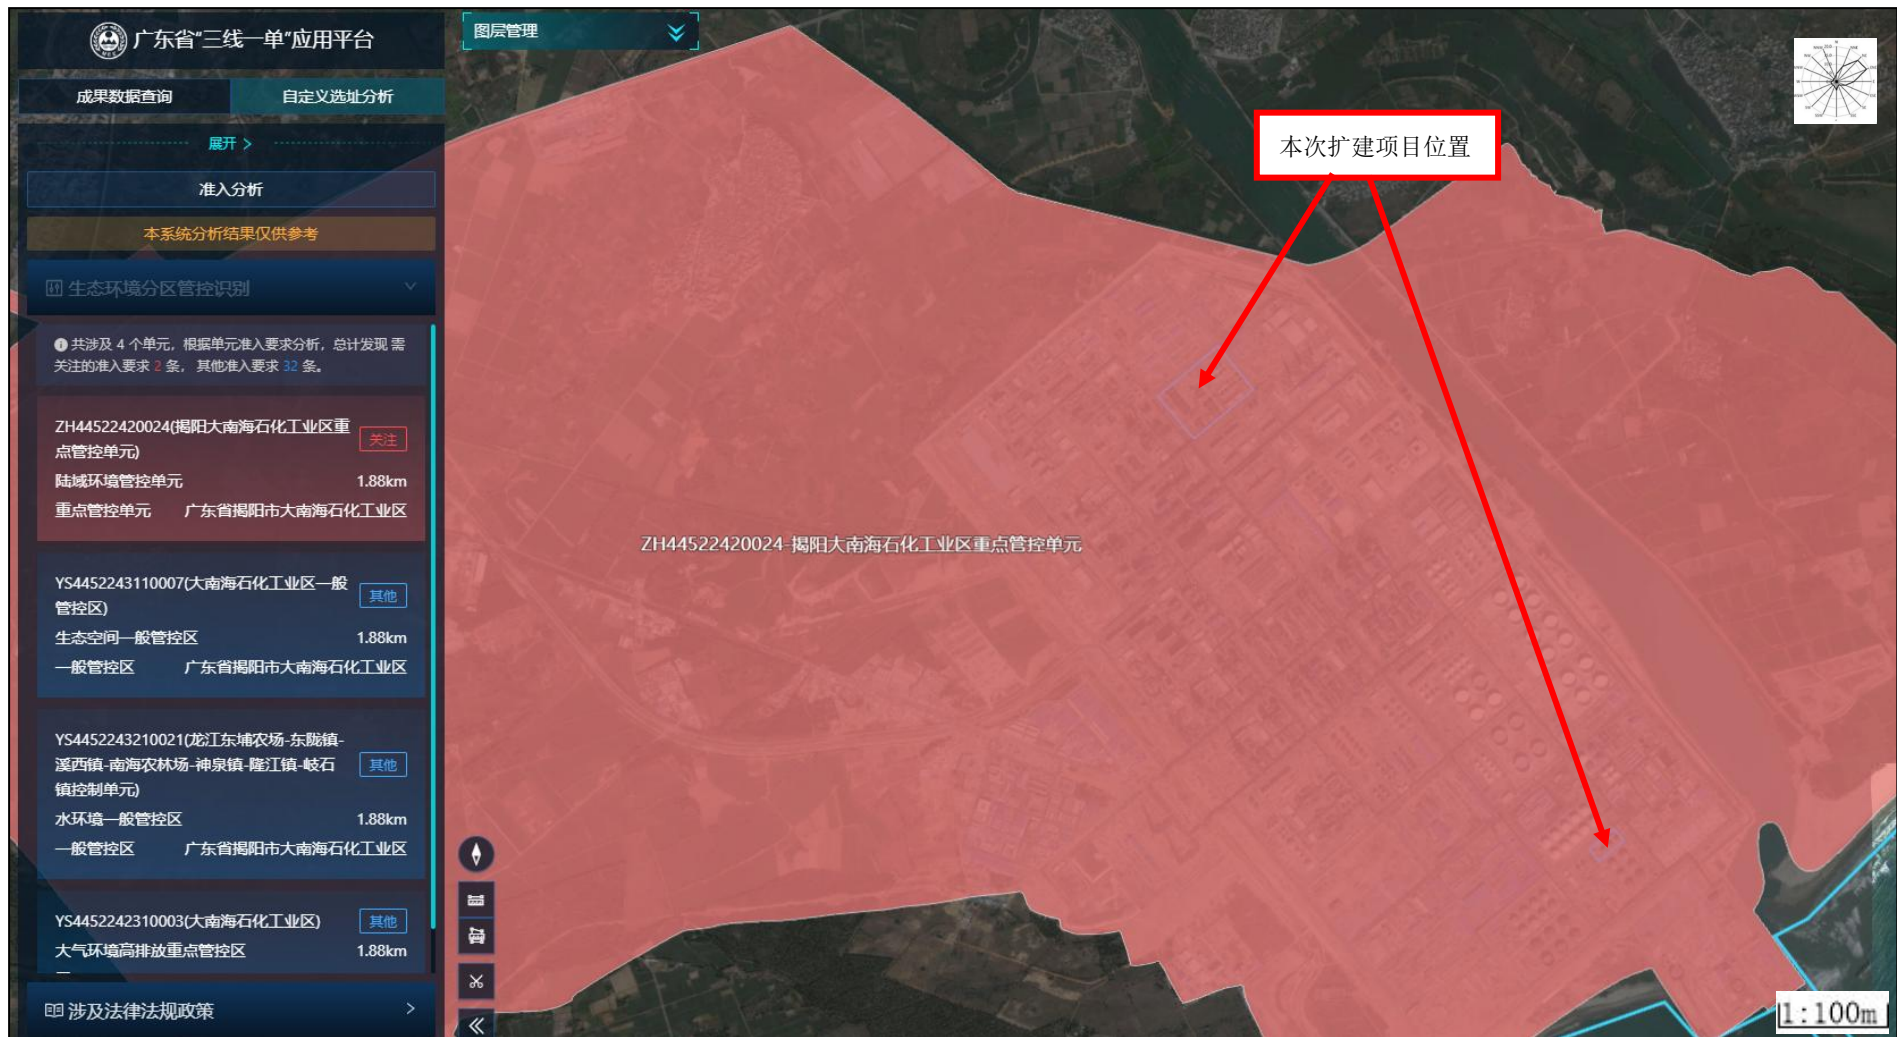 广东省“三线一单”应用平台
成果数据查询
自定义选址分析
展开 >
准入分析
本系统分析结果仅供参考
生态环境分区管控识别
共涉及 4 个单元，根据单元准入要求分析，总计发现 需
关注的准入要求 2 条，其他准入要求 32 条。
ZH44522420024(揭阳大南海石化工业区重
点管控单元)
关注
陆域环境管控单元 1.88km
重点管控单元 广东省揭阳市大南海石化工业区
YS4452243110007(大南海石化工业区一般
管控区)
其他
生态空间一般管控区 1.88km
一般管控区 广东省揭阳市大南海石化工业区
YS4452243210021(龙江东埔农场-东陇镇-
溪西镇-南海农林场-神泉镇-隆江镇-岐石
镇控制单元)
其他
水环境一般管控区 1.88km
一般管控区 广东省揭阳市大南海石化工业区
YS4452242310003(大南海石化工业区)
其他
大气环境高排放重点管控区 1.88km
涉及法律法规政策
图层管理
本次扩建项目位置
ZH44522420024-揭阳大南海石化工业区重点管控单元
1:100m